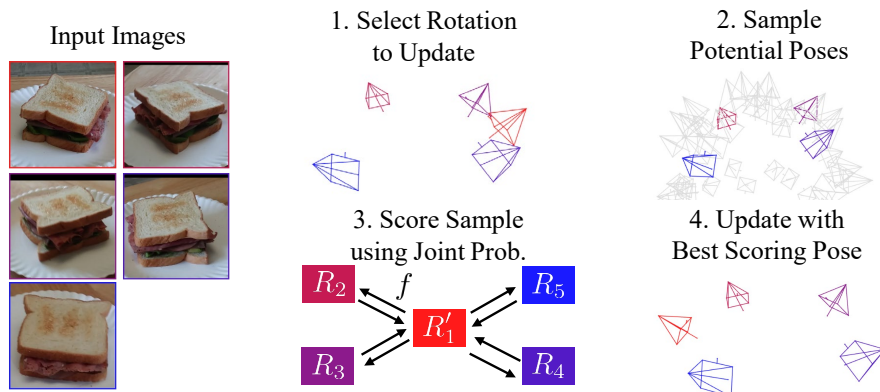 Input Images
1. Select Rotation
to Update
2. Sample
Potential Poses
3. Score Sample
using Joint Prob.
R₂
f
R₅
R′₁
R₃
R₄
4. Update with
Best Scoring Pose